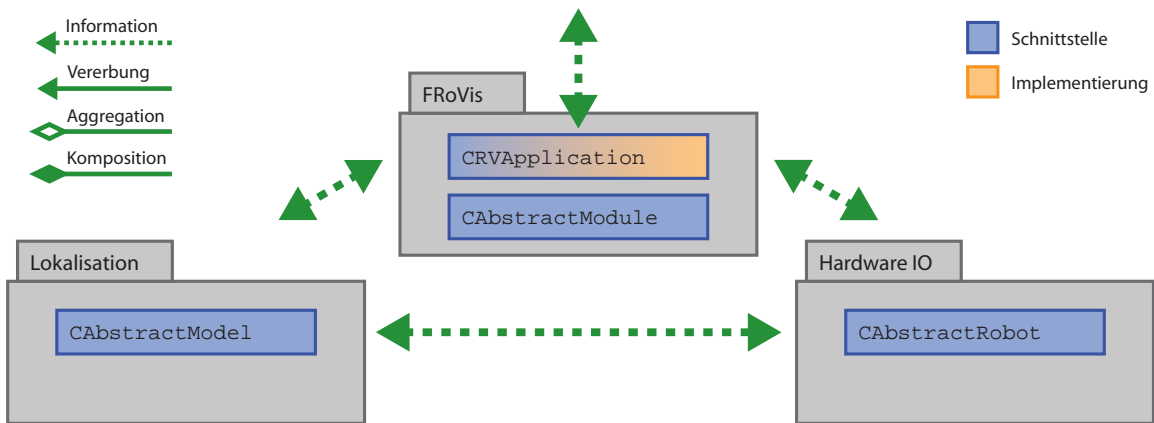 Information
Vererbung
Aggregation
Komposition
Schnittstelle
Implementierung
FRoVis
CRVApplication
CAbstractModule
Lokalisation
CAbstractModel
Hardware IO
CAbstractRobot